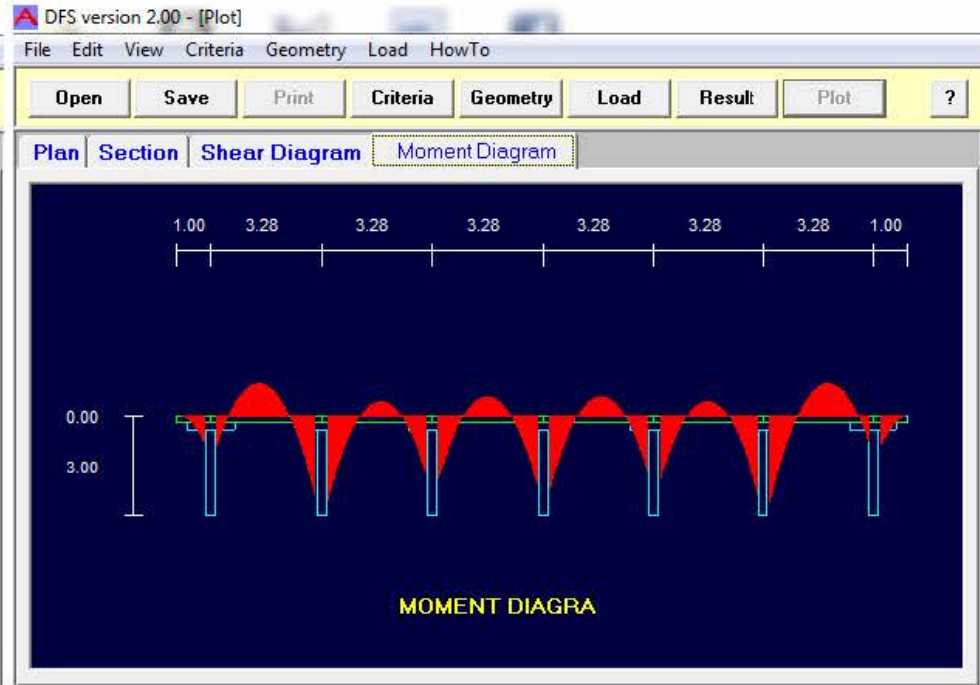 DFS version 2.00 - [Plot]
File Edit View Criteria Geometry Load HowTo
Open Save Print Criteria Geometry Load Result Plot ?
Plan Section Shear Diagram Moment Diagram
1.00 3.28 3.28 3.28 3.28 3.28 3.28 1.00
0.00
3.00
MOMENT DIAGRA